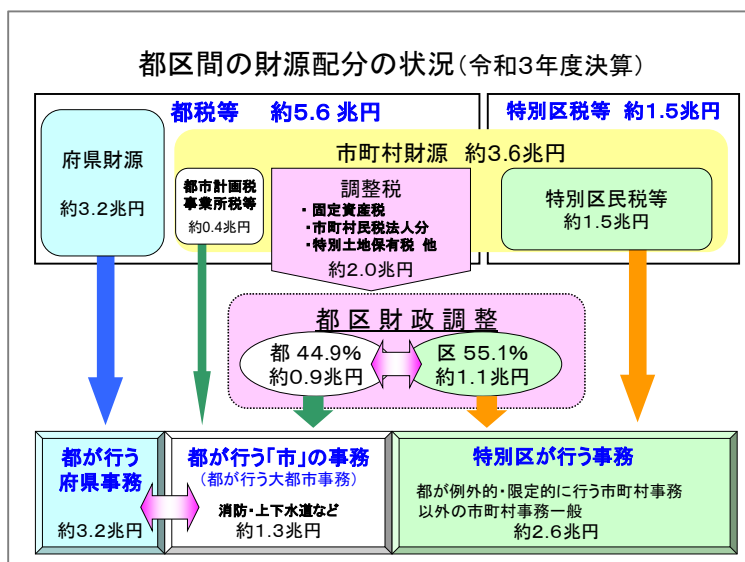 都区間の財源配分の状況(令和3年度決算)
都税等 約5.6 兆円
特別区税等 約1.5兆円
府県財源
約3.2兆円
市町村財源 約3.6兆円
都市計画税
事業所税等
約0.4兆円
調整税
・ 固定資産税
・市町村民税法人分
・特別土地保有税 他
約2.0兆円
特別区民税等
約1.5兆円
都 区 財 政 調 整
都 44.9%
約0.9兆円
区 55.1%
約1.1兆円
都が行う
府県事務
約3.2兆円
都が行う「市」の事務
(都が行う大都市事務)
消防・上下水道など
約1.3兆円
特別区が行う事務
都が例外的・限定的に行う市町村事務
以外の市町村事務一般
約2.6兆円